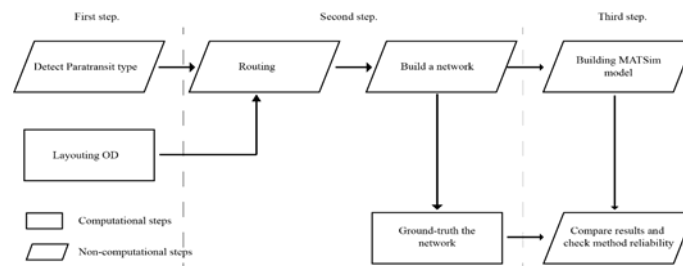 First step.
Second step.
Third step.
Detect Paratransit type
Routing
Build a network
Building MATSim
model
Layouting OD
Computational steps
Non-computational steps
Ground-truth the
network
Compare results and
check method reliability